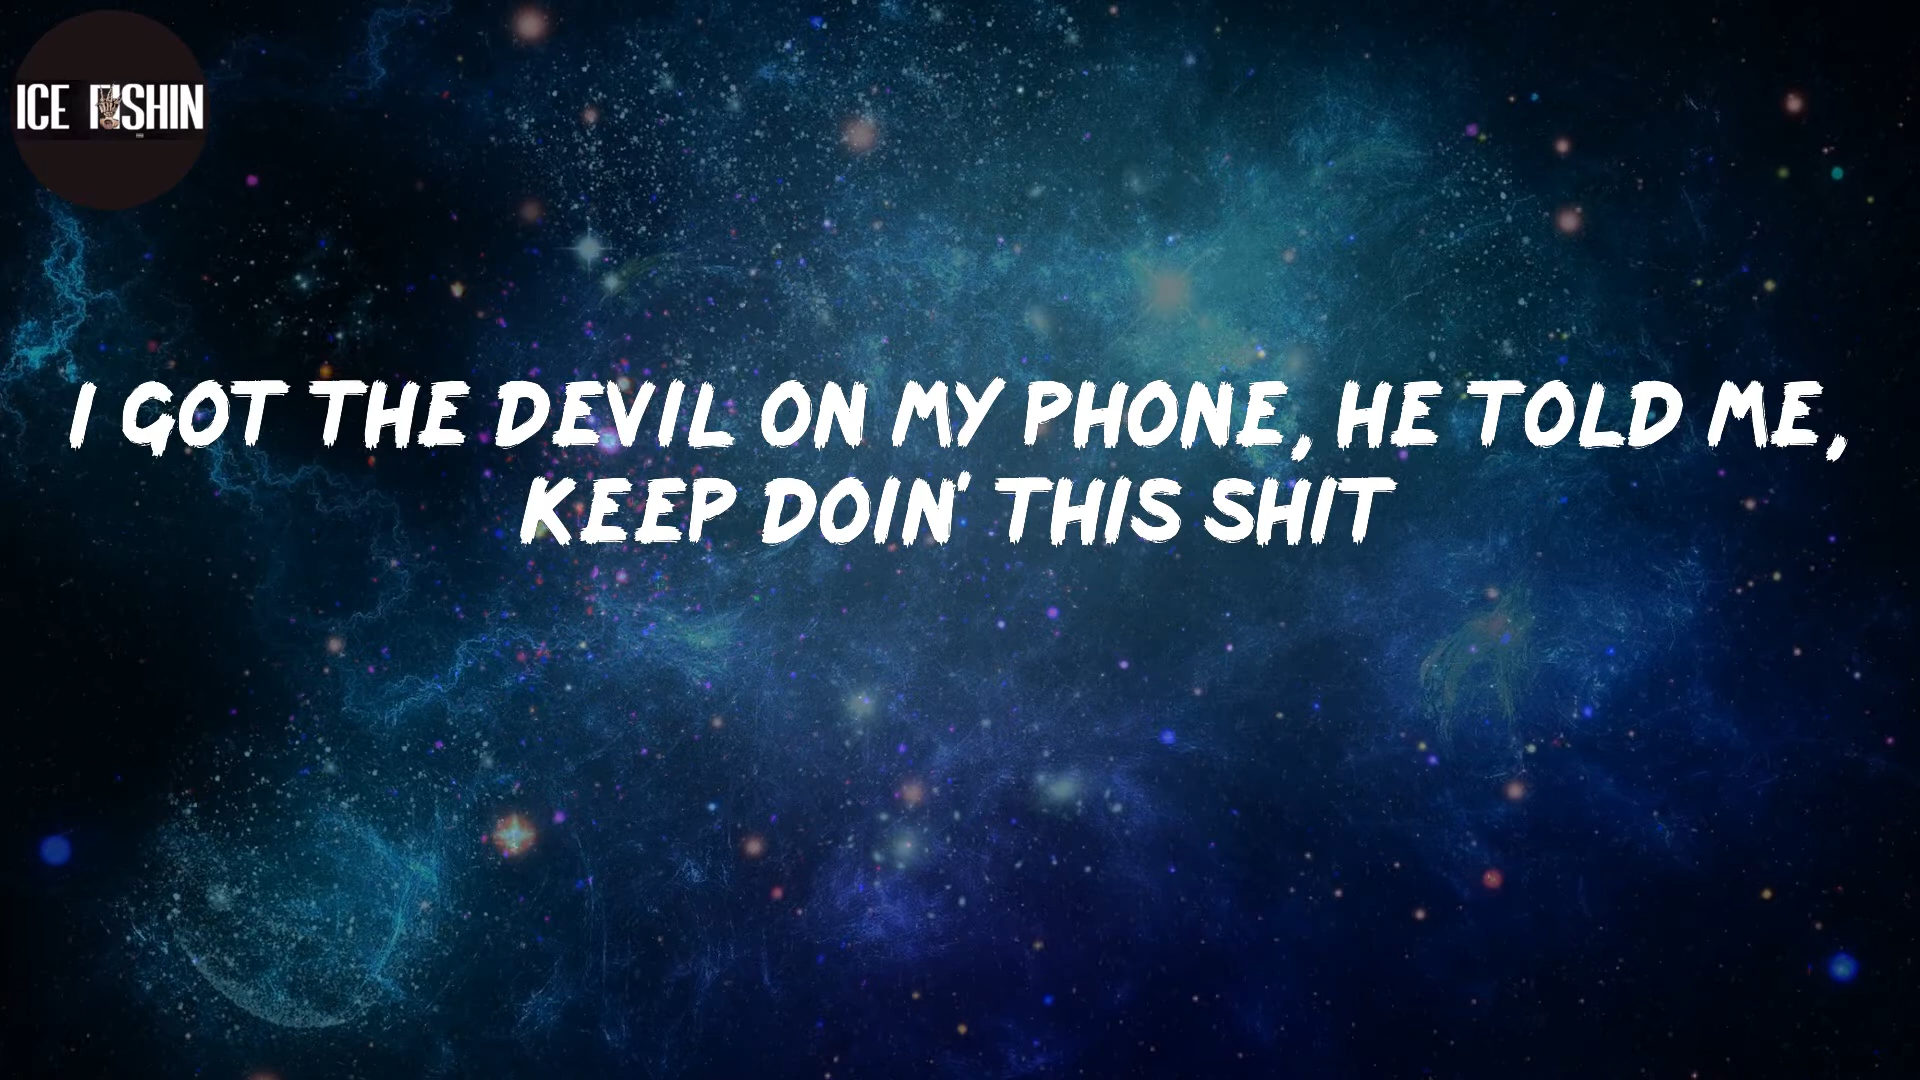 ICE FISHIN
I GOT THE DEVIL ON MY PHONE, HE TOLD ME,
KEEP DOIN' THIS SHIT